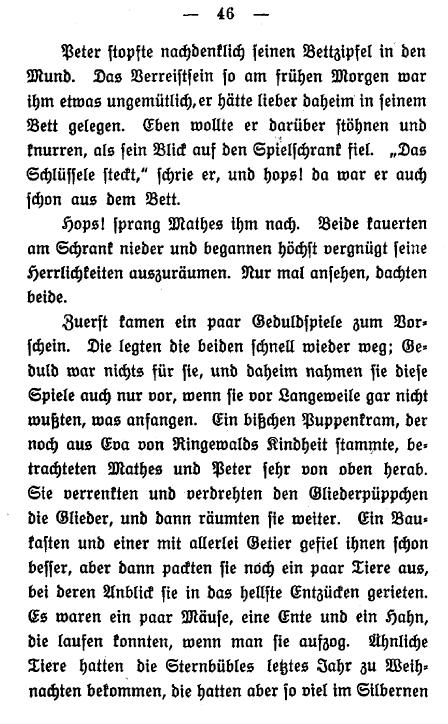 — 46 —
Peter stopfte nachdenklich seinen Bettzipfel in den
Mund. Das Verreistsein so am frühen Morgen war
ihm etwas ungemütlich, er hätte lieber daheim in seinem
Bett gelegen. Eben wollte er darüber stöhnen und
knurren, als sein Blick auf den Spielschrank fiel. „Das
Schlüssele steckt,“ schrie er, und hops! da war er auch
schon aus dem Bett.
Hops! sprang Mathes ihm nach. Beide kauerten
am Schrank nieder und begannen höchst vergnügt seine
Herrlichkeiten auszuräumen. Nur mal ansehen, dachten
beide.
Zuerst kamen ein paar Geduldspiele zum Vor-
schein. Die legten die beiden schnell wieder weg; Ge-
duld war nichts für sie, und daheim nahmen sie diese
Spiele auch nur vor, wenn sie vor Langeweile gar nicht
wußten, was anfangen. Ein bißchen Puppenkram, der
noch aus Eva von Ringewalds Kindheit stammte, be-
trachteten Mathes und Peter sehr von oben herab.
Sie verrenkten und verdrehten den Gliederpüppchen
die Glieder, und dann räumten sie weiter. Ein Bau-
kasten und einer mit allerlei Getier gefiel ihnen schon
besser, aber dann packten sie noch ein paar Tiere aus,
bei deren Anblick sie in das hellste Entzücken gerieten.
Es waren ein paar Mäuse, eine Ente und ein Hahn,
die laufen konnten, wenn man sie aufzog. Ähnliche
Tiere hatten die Sternbübles letztes Jahr zu Weih-
nachten bekommen, die hatten aber so viel im Silbernen